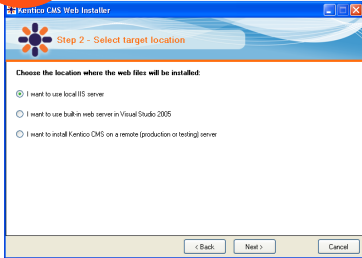 Kentico CMS Web Installer
Step 2 - Select target location
Choose the location where the web files will be installed:
I want to use local IIS server
I want to use built-in web server in Visual Studio 2005
I want to install Kentico CMS on a remote (production or testing) server
< Back
Next >
Cancel